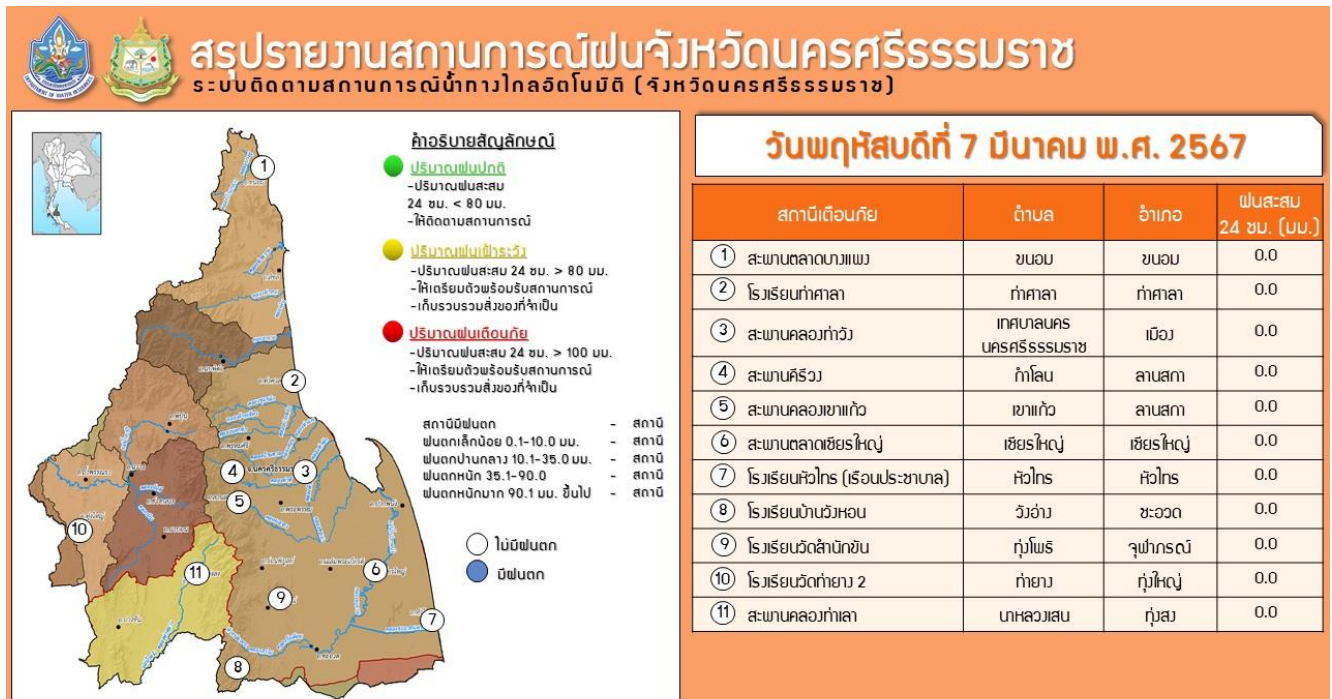 สรุปรายงานสถานการณ์ฝนจังหวัดนครศรีธรรมราช
ระบบติดตามสถานการณ์น้ำทางไกลอัตโนมัติ (จังหวัดนครศรีธรรมราช)
คำอธิบายสัญลักษณ์
ปริมาณฝนปกติ
-ปริมาณฝนสะสม
24 ชม. < 80 มม.
-ให้ติดตามสถานการณ์
ปริมาณฝนเฝ้าระวัง
-ปริมาณฝนสะสม 24 ชม. > 80 มม.
-ให้เตรียมตัวพร้อมรับสถานการณ์
-เก็บรวบรวมสิ่งของที่จำเป็น
ปริมาณฝนเตือนภัย
-ปริมาณฝนสะสม 24 ชม. > 100 มม.
-ให้เตรียมตัวพร้อมรับสถานการณ์
-เก็บรวบรวมสิ่งของที่จำเป็น
สถานีมีฝนตก - สถานี
ฝนตกเล็กน้อย 0.1-10.0 มม. - สถานี
ฝนตกปานกลาง 10.1-35.0 มม. - สถานี
ฝนตกหนัก 35.1-90.0 - สถานี
ฝนตกหนักมาก 90.1 มม. ขึ้นไป - สถานี
ไม่มีฝนตก
มีฝนตก
1
2
4
3
5
10
11
6
9
7
8
วันพฤหัสบดีที่ 7 มีนาคม พ.ศ. 2567
สถานีเตือนภัย ตำบล อำเภอ ฝนสะสม
24 ชม. (มม.)
1 สะพานตลาดบางแพง ขนอม ขนอม 0.0
2 โรงเรียนท่าศาลา ท่าศาลา ท่าศาลา 0.0
3 สะพานคลองท่าวัง เทศบาลนคร
นครศรีธรรมราช เมือง 0.0
4 สะพานคีรีวง กำโลน ลานสกา 0.0
5 สะพานคลองเขาแก้ว เขาแก้ว ลานสกา 0.0
6 สะพานตลาดเชียรใหญ่ เชียรใหญ่ เชียรใหญ่ 0.0
7 โรงเรียนหัวไทร (เรือนประชาบาล) หัวไทร หัวไทร 0.0
8 โรงเรียนบ้านวังหอน วังอ่าง ชะอวด 0.0
9 โรงเรียนวัดสำนักขัน ทุ่งโพธิ จุฬาภรณ์ 0.0
10 โรงเรียนวัดท่ายาง 2 ท่ายาง ทุ่งใหญ่ 0.0
11 สะพานคลองท่าเลา นาหลวงเสน ทุ่งสง 0.0